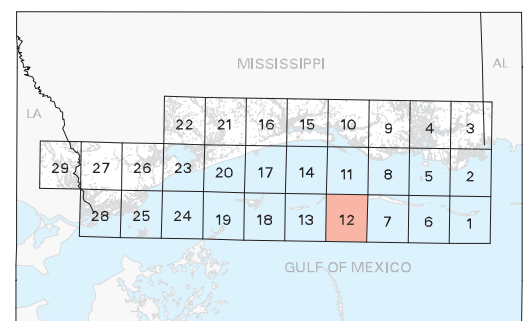 MISSISSIPPI
AL
LA
22 21 16 15 10 9 4 3
29 27 26 23 20 17 14 11 8 5 2
28 25 24 19 18 13 12 7 6 1
GULF OF MEXICO